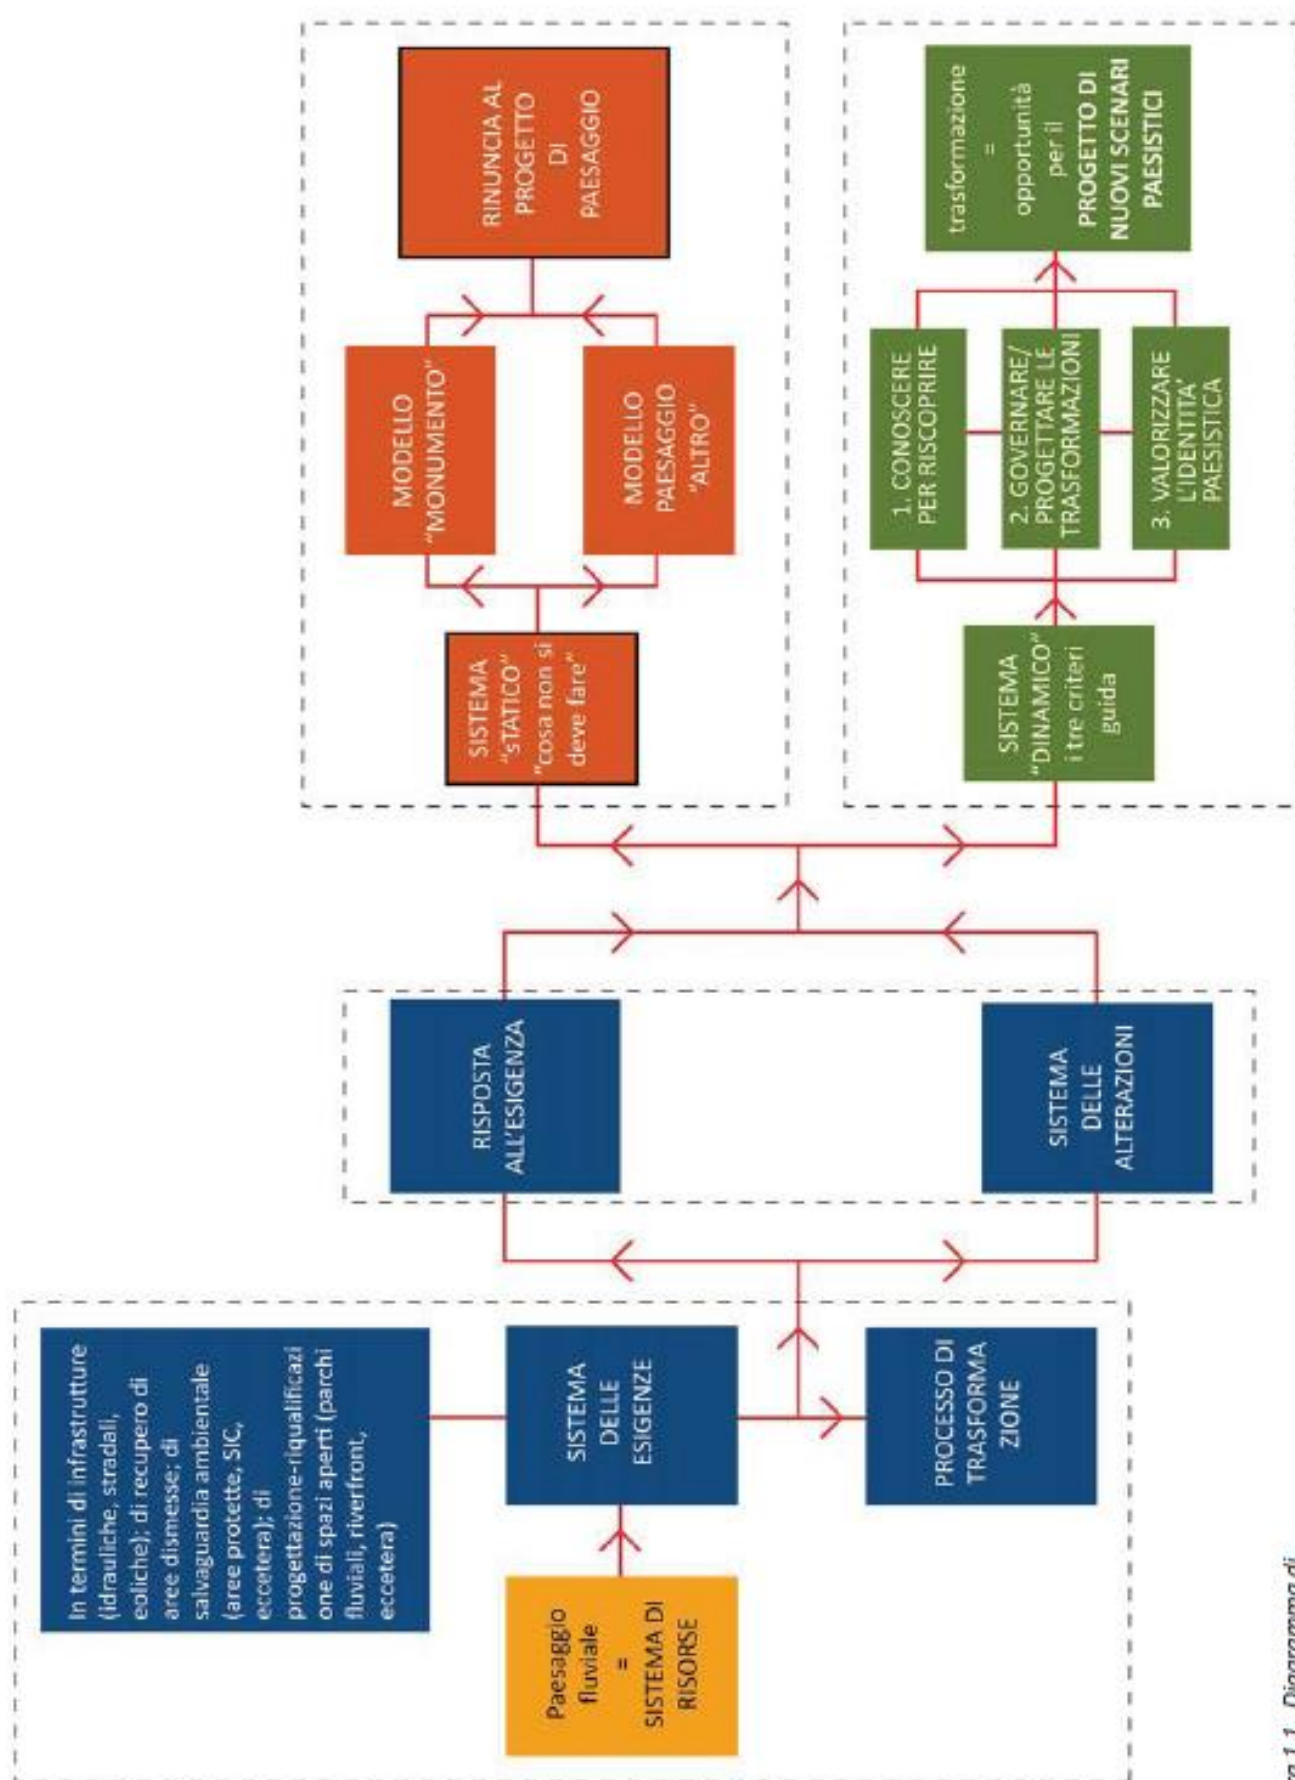 In termini di infrastrutture
(idrauliche, stradali,
eoliche); di recupero di
aree dismesse; di
salvaguardia ambientale
(aree protette, SIC,
eccetera); di
progettazione-riqualificazi
one di spazi aperti (parchi
fluviali, riverfront,
eccetera)
Paesaggio
fluviale
=
SISTEMA DI
RISORSE
SISTEMA
DELLE
ESIGENZE
PROCESSO DI
TRASFORMA
ZIONE
RISPOSTA
ALL'ESIGENZA
SISTEMA
DELLE
ALTERAZIONI
SISTEMA
"sTATICO"
"cosa non si
deve fare"
MODELLO
"MONUMENTO"
MODELLO
PAESAGGIO
"ALTRO"
RINUNCIA AL
PROGETTO
DI
PAESAGGIO
SISTEMA
"DINAMICO"
i tre criteri
guida
1. CONOSCERE
PER RISCOPRIRE
2. GOVERNARE/
PROGETTARE LE
TRASFORMAZIONI
3. VALORIZZARE
L'IDENTITA'
PAESISTICA
trasformazione
=
opportunità
per il
PROGETTO DI
NUOVI SCENARI
PAESISTICI
1.1. Diagramma di